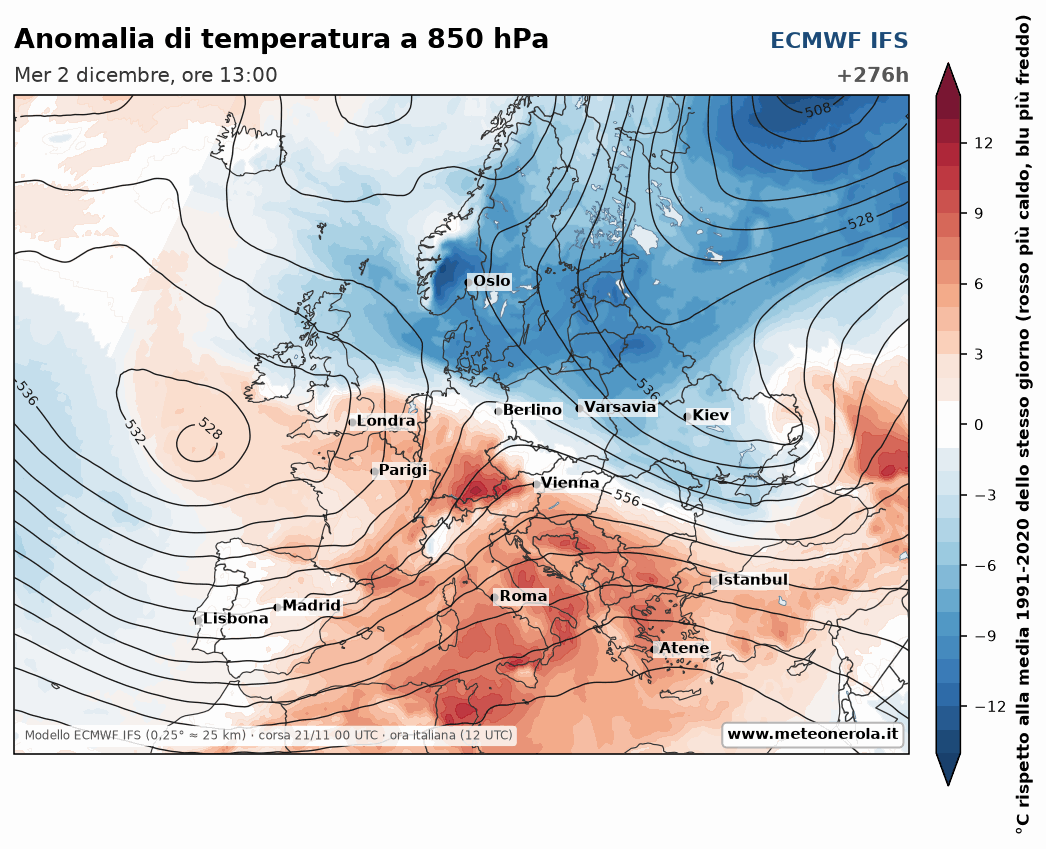 Anomalia di temperatura a 850 hPa
ECMWF IFS
Mer 2 dicembre, ore 13:00
+276h
508
528
Oslo
536
536
532
528
Londra
Berlino
Varsavia
Kiev
Parigi
Vienna
556
Istanbul
Madrid
Roma
Lisbona
Atene
Modello ECMWF IFS (0,25° ≈ 25 km) · corsa 21/11 00 UTC · ora italiana (12 UTC)
www.meteonerola.it
12
9
6
3
0
−3
−6
−9
−12
°C rispetto alla media 1991-2020 dello stesso giorno (rosso più caldo, blu più freddo)